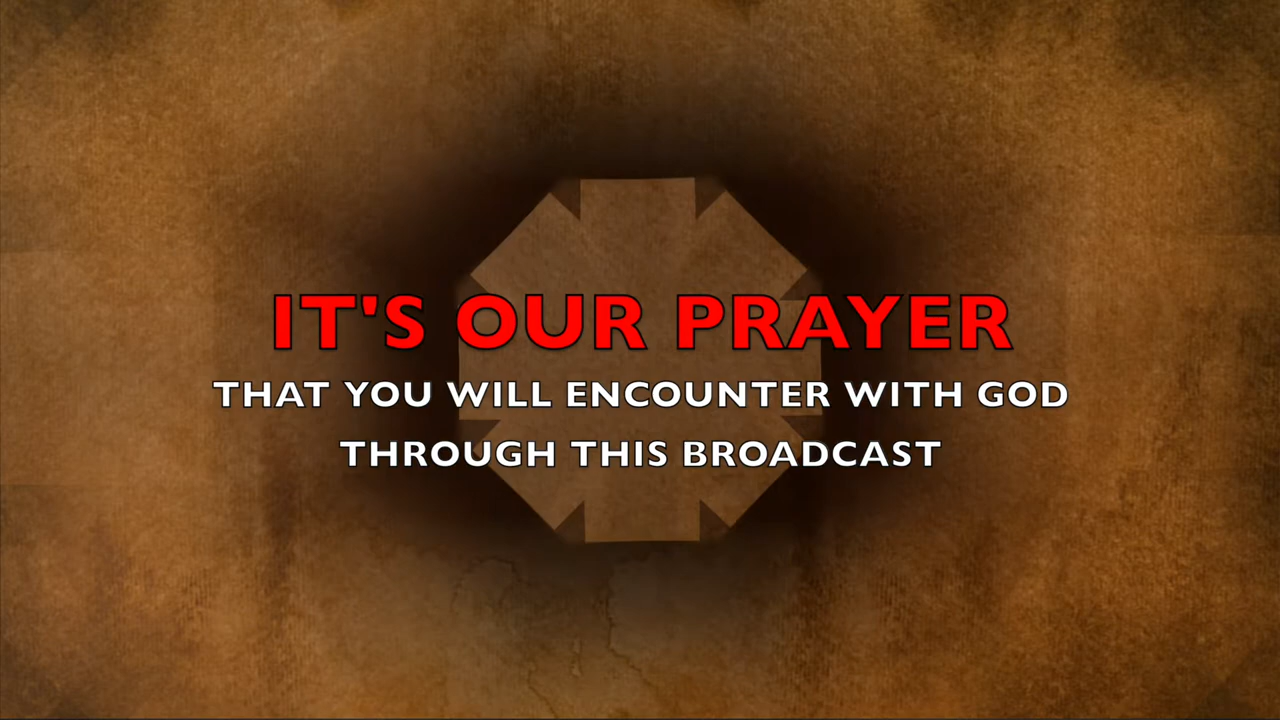 IT'S OUR PRAYER
THAT YOU WILL ENCOUNTER WITH GOD
THROUGH THIS BROADCAST